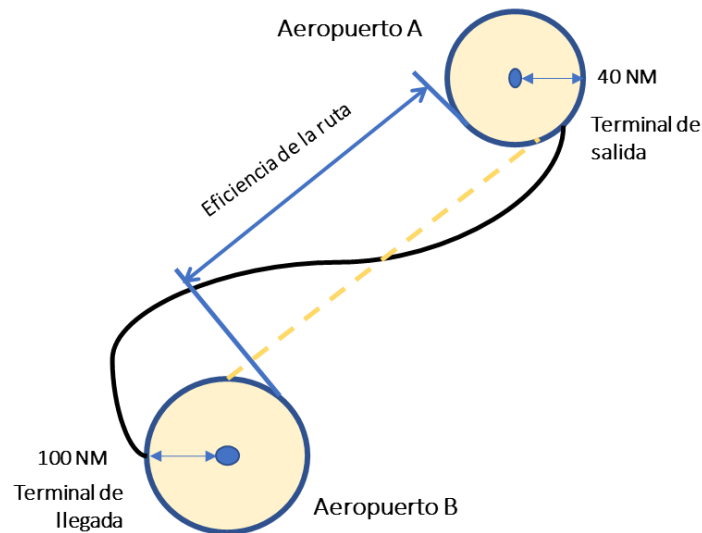 Aeropuerto A
40 NM
Terminal de
salida
Eficiencia de la ruta
100 NM
Terminal de
llegada
Aeropuerto B